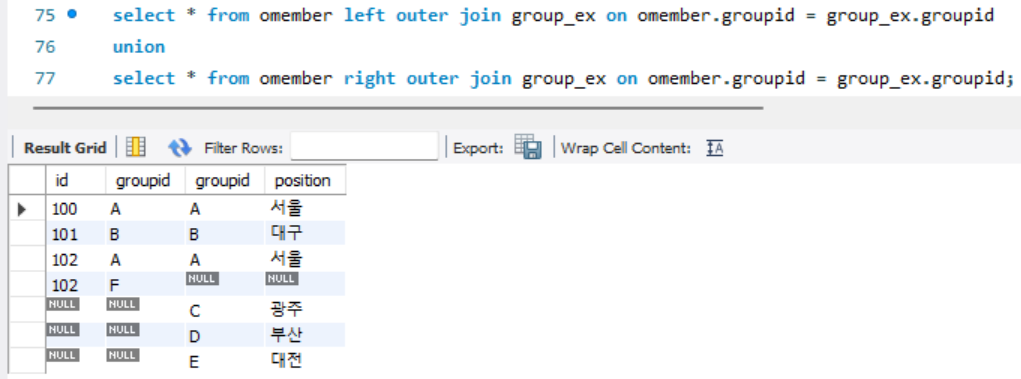 75 select * from omember left outer join group_ex on omember.groupid = group_ex.groupid
76 union
77 select * from omember right outer join group_ex on omember.groupid = group_ex.groupid;
Result Grid Filter Rows: Export: Wrap Cell Content: IA
id groupid groupid position
100 A A 서울
101 B B 대구
102 A A 서울
102 F NULL NULL
NULL NULL C 광주
NULL NULL D 부산
NULL NULL E 대전